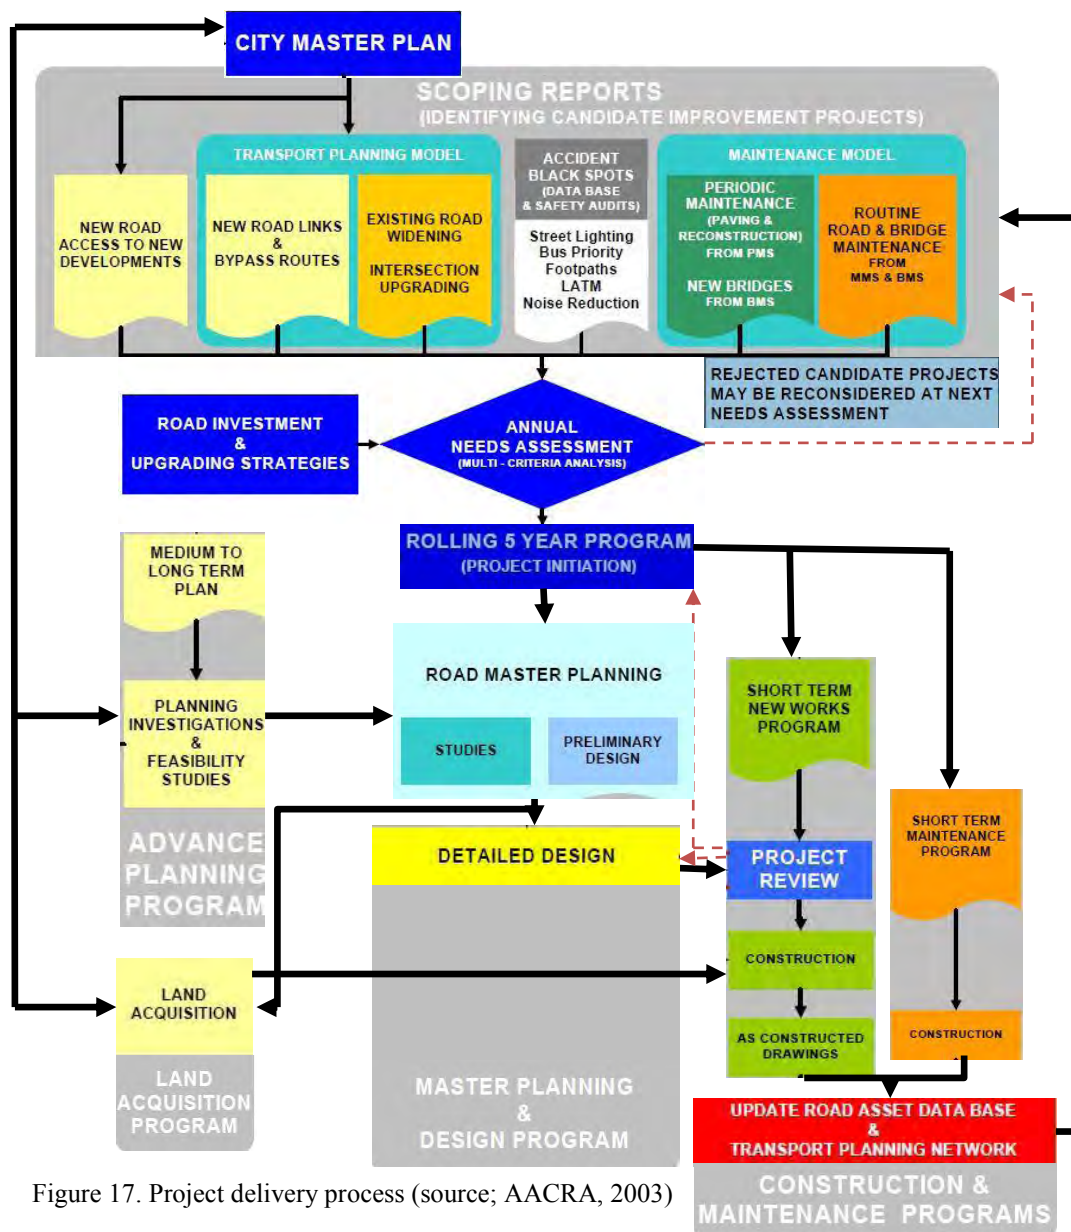 CITY MASTER PLAN
SCOPING REPORTS
(IDENTIFYING CANDIDATE IMPROVEMENT PROJECTS)
TRANSPORT PLANNING MODEL
ACCIDENT
BLACK SPOTS
(DATA BASE
& SAFETY AUDITS)
MAINTENANCE MODEL
NEW ROAD
ACCESS TO NEW
DEVELOPMENTS
NEW ROAD LINKS
&
BYPASS ROUTES
EXISTING ROAD
WIDENING
INTERSECTION
UPGRADING
Street Lighting
Bus Priority
Footpaths
LATM
Noise Reduction
PERIODIC
MAINTENANCE
(PAVING &
RECONSTRUCTION)
FROM PMS
NEW BRIDGES
FROM BMS
ROUTINE
ROAD & BRIDGE
MAINTENANCE
FROM
MMS & BMS
REJECTED CANDIDATE PROJECTS
MAY BE RECONSIDERED AT NEXT
NEEDS ASSESSMENT
ROAD INVESTMENT
&
UPGRADING STRATEGIES
ANNUAL
NEEDS ASSESSMENT
(MULTI - CRITERIA ANALYSIS)
ROLLING 5 YEAR PROGRAM
(PROJECT INITIATION)
MEDIUM TO
LONG TERM
PLAN
PLANNING
INVESTIGATIONS
&
FEASIBILITY
STUDIES
ADVANCE
PLANNING
PROGRAM
ROAD MASTER PLANNING
STUDIES
PRELIMINARY
DESIGN
SHORT TERM
NEW WORKS
PROGRAM
SHORT TERM
MAINTENANCE
PROGRAM
DETAILED DESIGN
PROJECT
REVIEW
CONSTRUCTION
LAND
ACQUISITION
AS CONSTRUCTED
DRAWINGS
CONSTRUCTION
LAND
ACQUISITION
PROGRAM
MASTER PLANNING
&
DESIGN PROGRAM
UPDATE ROAD ASSET DATA BASE
&
TRANSPORT PLANNING NETWORK
CONSTRUCTION &
MAINTENANCE PROGRAMS
Figure 17. Project delivery process (source; AACRA, 2003)